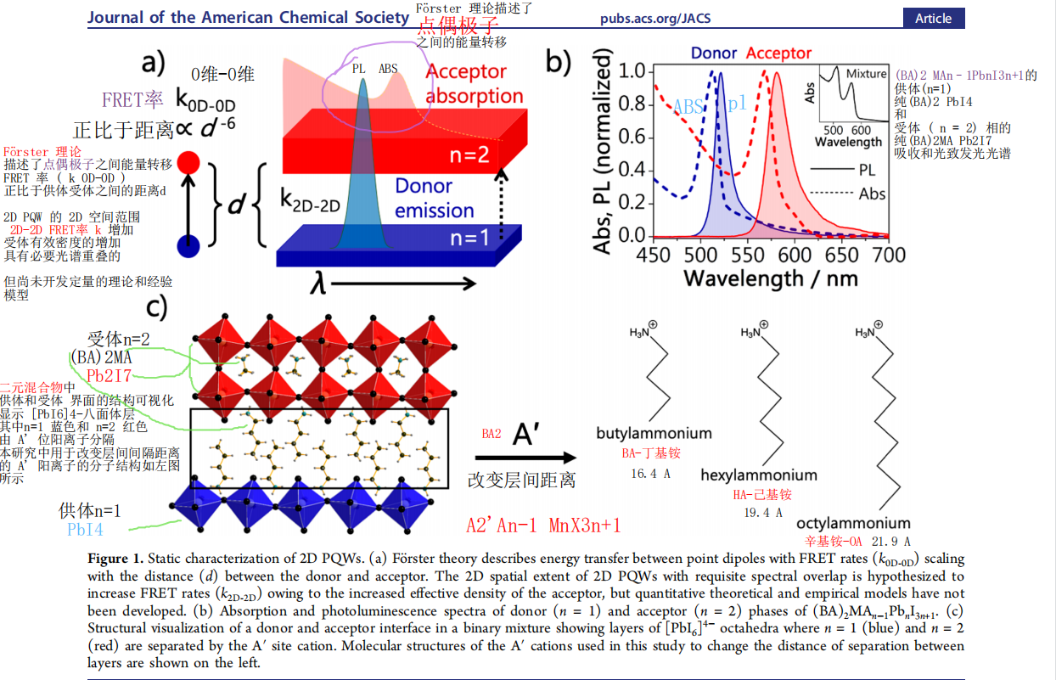 Journal of the American Chemical Society
pubs.acs.org/JACS
Article
Förster 理论描述了
点偶极子
之间的能量转移
a)
0维-0维
FRET率 k0D-0D
正比于距离∝ d-6
Förster 理论
描述了点偶极子之间能量转移
FRET 率 ( k 0D-0D )
正比于供体受体之间的距离d
2D PQW 的 2D 空间范围
2D-2D FRET率 k 增加
受体有效密度的增加
具有必要光谱重叠的
但尚未开发定量的理论和经验
模型
d
PL ABS
Acceptor
absorption
n=2
k2D-2D
Donor
emission
n=1
λ
b)
Donor Acceptor
Abs, PL (normalized)
1.0
0.8
0.6
0.4
0.2
0.0
ABS pl
Mixture
Abs
500 600
Wavelength
PL
Abs
450 500 550 600 650 700
Wavelength / nm
(BA)2 MAn-1PbnI3n+1的
供体(n=1)
纯(BA)2 PbI4
和
受体 ( n = 2) 相的
纯(BA)2MA Pb2I7
吸收和光致发光光谱
c)
受体n=2
(BA)2MA
Pb2I7
二元混合物中
供体和受体 界面的结构可视化
显示 [PbI6]4-八面体层
其中n=1 蓝色和 n=2 红色
由 A' 位阳离子分隔
本研究中用于改变层间间隔距离
的 A' 阳离子的分子结构如左图
所示
供体n=1
PbI4
BA2 A′
改变层间距离
A2'An-1 MnX3n+1
H3N⊕
butylammonium
BA-丁基铵
16.4 A
H3N⊕
hexylammonium
HA-己基铵
19.4 A
H3N⊕
octylammonium
辛基铵-OA 21.9 A
Figure 1. Static characterization of 2D PQWs. (a) Förster theory describes energy transfer between point dipoles with FRET rates (k0D-0D) scaling
with the distance (d) between the donor and acceptor. The 2D spatial extent of 2D PQWs with requisite spectral overlap is hypothesized to
increase FRET rates (k2D-2D) owing to the increased effective density of the acceptor, but quantitative theoretical and empirical models have not
been developed. (b) Absorption and photoluminescence spectra of donor (n = 1) and acceptor (n = 2) phases of (BA)2MAn−1PbnI3n+1. (c)
Structural visualization of a donor and acceptor interface in a binary mixture showing layers of [PbI6]4− octahedra where n = 1 (blue) and n = 2
(red) are separated by the A′ site cation. Molecular structures of the A′ cations used in this study to change the distance of separation between
layers are shown on the left.